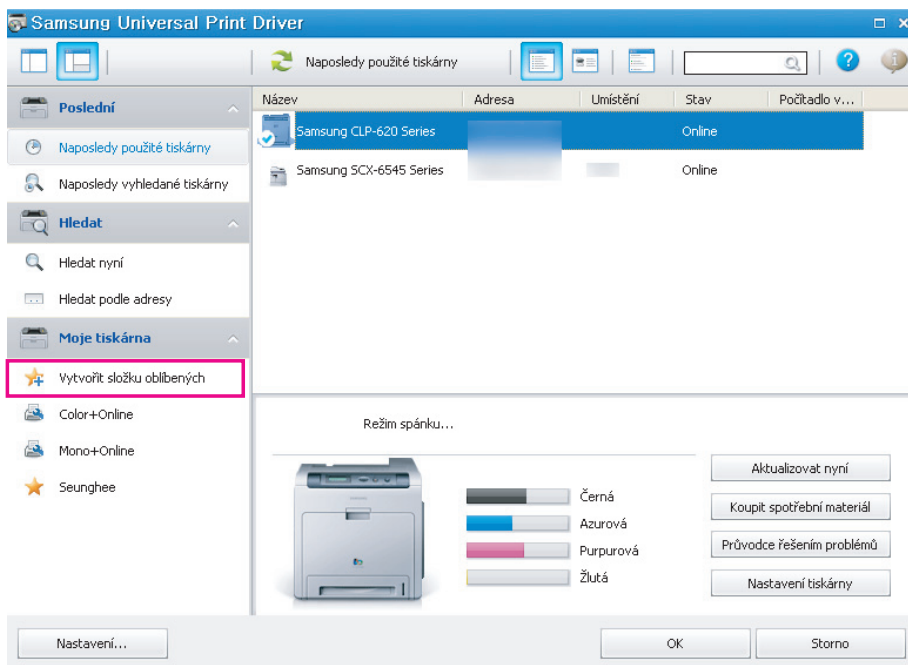 Samsung Universal Print Driver
Naposledy použité tiskárny
Poslední
Naposledy použité tiskárny
Naposledy vyhledané tiskárny
Hledat
Hledat nyní
Hledat podle adresy
Moje tiskárna
Vytvořit složku oblíbených
Color+Online
Mono+Online
Seunghee
Název Adresa Umístění Stav Počítadlo v...
Samsung CLP-620 Series Online
Samsung SCX-6545 Series Online
Režim spánku...
Černá
Azurová
Purpurová
Žlutá
Aktualizovat nyní
Koupit spotřební materiál
Průvodce řešením problémů
Nastavení tiskárny
Nastavení...
OK
Storno